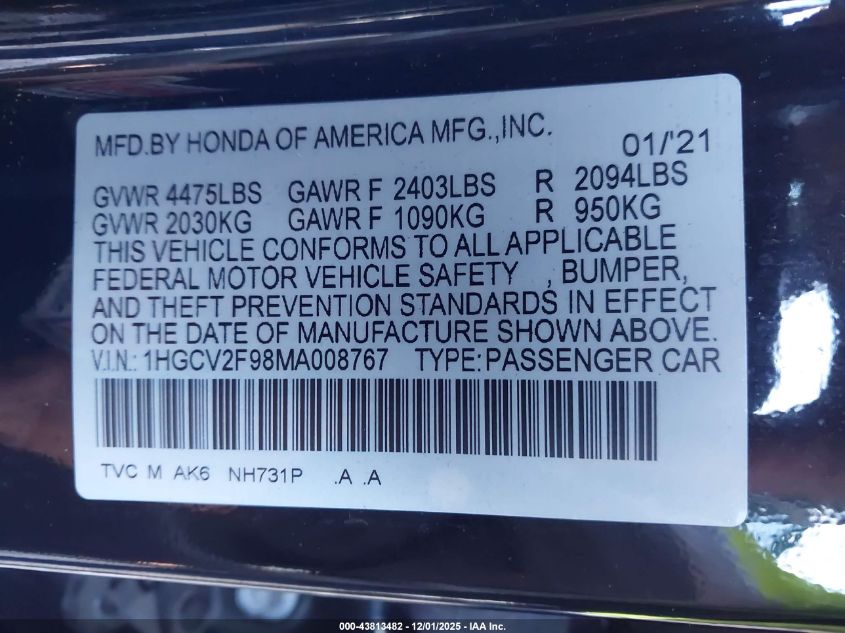 MFD.BY HONDA OF AMERICA MFG.,INC. 01/'21
GVWR 4475LBS GAWR F 2403LBS R 2094LBS
GVWR 2030KG GAWR F 1090KG R 950KG
THIS VEHICLE CONFORMS TO ALL APPLICABLE
FEDERAL MOTOR VEHICLE SAFETY , BUMPER,
AND THEFT PREVENTION STANDARDS IN EFFECT
ON THE DATE OF MANUFACTURE SHOWN ABOVE.
V.I.N.: 1HGCV2F98MA008767 TYPE:PASSENGER CAR
TVC M AK6 NH731P .A .A
000-43813482 - 12/01/2025 - IAA Inc.